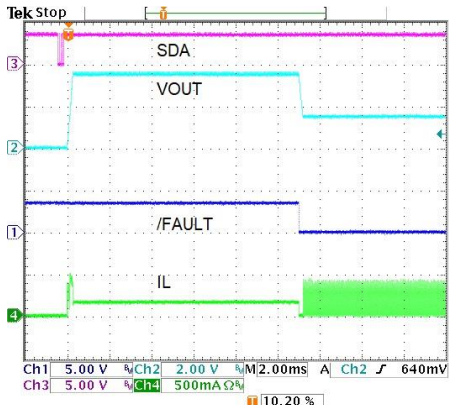 Tek Stop
SDA
3
VOUT
2
/FAULT
1
IL
4
Ch1 5.00 V Ch2 2.00 V M 2.00ms A Ch2 640mV
Ch3 5.00 V Ch4 500mA Ω
10.20 %